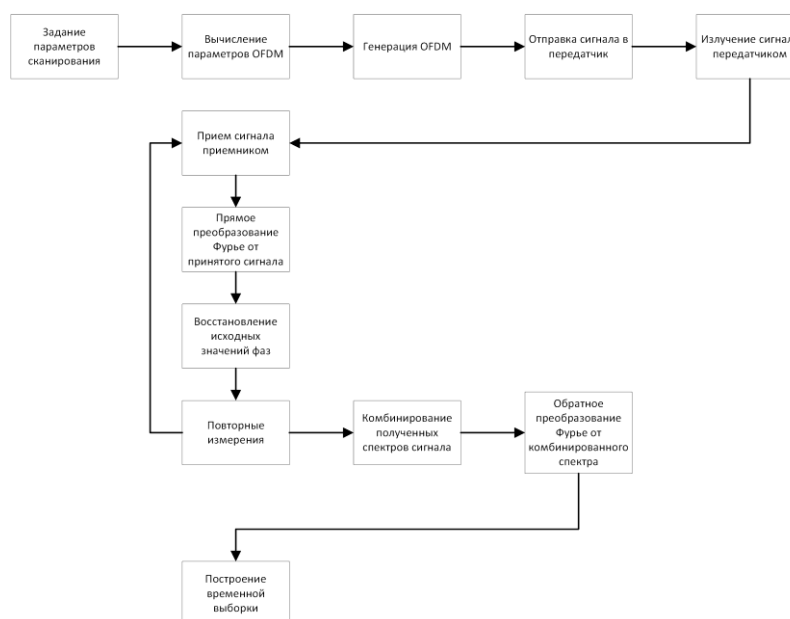 Задание
параметров
сканирования
Вычисление
параметров OFDM
Генерация OFDM
Отправка сигнала в
передатчик
Излучение сигнал
передатчиком
Прием сигнала
приемником
Прямое
преобразование
Фурье от
принятого сигнала
Восстановление
исходных
значений фаз
Повторные
измерения
Комбинирование
полученных
спектров сигнала
Обратное
преобразование
Фурье от
комбинированного
спектра
Построение
временной
выборки